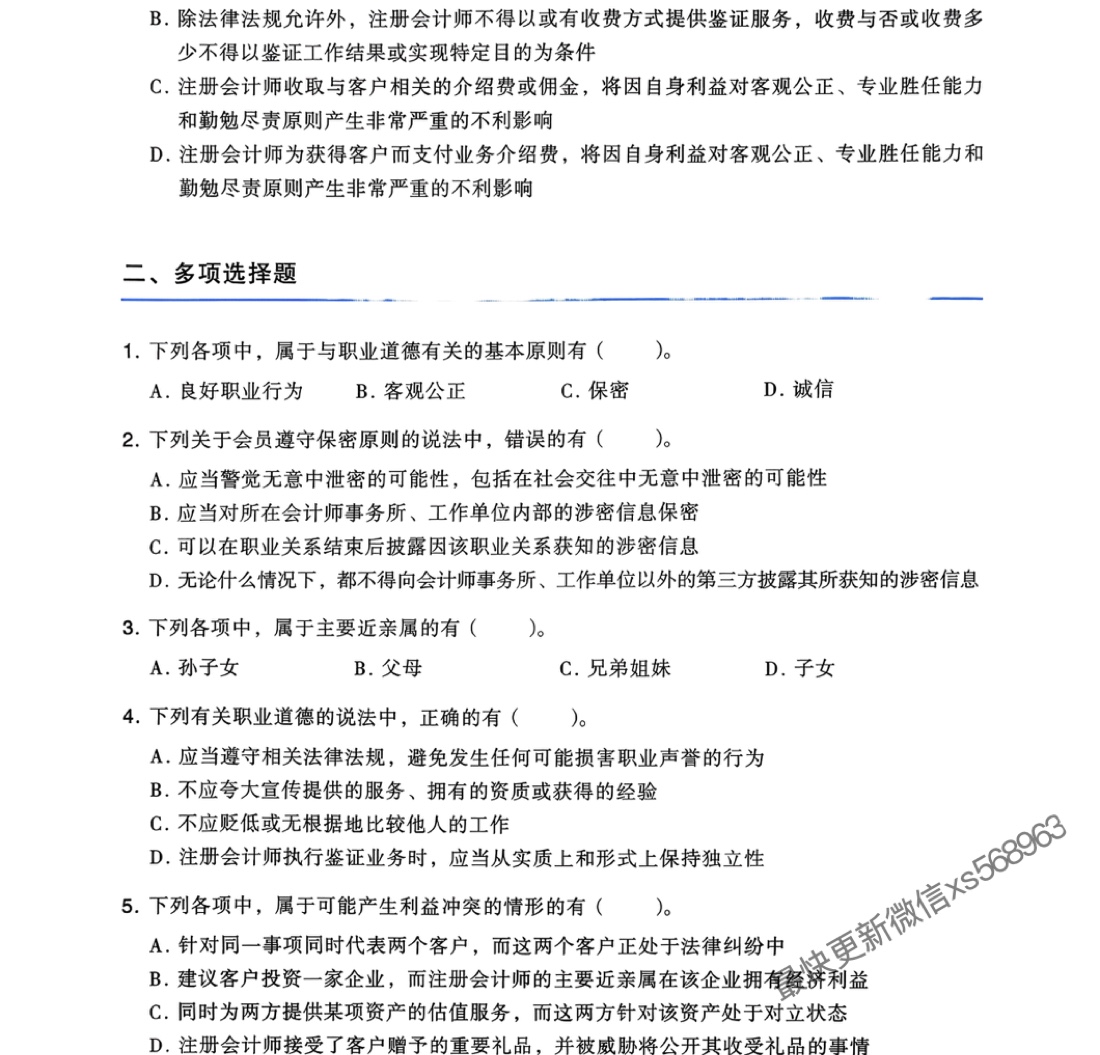 B. 除法律法规允许外，注册会计师不得以或有收费方式提供鉴证服务，收费与否或收费多
少不得以鉴证工作结果或实现特定目的为条件
C. 注册会计师收取与客户相关的介绍费或佣金，将因自身利益对客观公正、专业胜任能力
和勤勉尽责原则产生非常严重的不利影响
D. 注册会计师为获得客户而支付业务介绍费，将因自身利益对客观公正、专业胜任能力和
勤勉尽责原则产生非常严重的不利影响
二、多项选择题
1. 下列各项中，属于与职业道德有关的基本原则有（　　）。
A. 良好职业行为　　B. 客观公正　　C. 保密　　D. 诚信
2. 下列关于会员遵守保密原则的说法中，错误的有（　　）。
A. 应当警觉无意中泄密的可能性，包括在社会交往中无意中泄密的可能性
B. 应当对所在会计师事务所、工作单位内部的涉密信息保密
C. 可以在职业关系结束后披露因该职业关系获知的涉密信息
D. 无论什么情况下，都不得向会计师事务所、工作单位以外的第三方披露其所获知的涉密信息
3. 下列各项中，属于主要近亲属的有（　　）。
A. 孙子女　　B. 父母　　C. 兄弟姐妹　　D. 子女
4. 下列有关职业道德的说法中，正确的有（　　）。
A. 应当遵守相关法律法规，避免发生任何可能损害职业声誉的行为
B. 不应夸大宣传提供的服务、拥有的资质或获得的经验
C. 不应贬低或无根据地比较他人的工作
D. 注册会计师执行鉴证业务时，应当从实质上和形式上保持独立性
5. 下列各项中，属于可能产生利益冲突的情形的有（　　）。
A. 针对同一事项同时代表两个客户，而这两个客户正处于法律纠纷中
B. 建议客户投资一家企业，而注册会计师的主要近亲属在该企业拥有经济利益
C. 同时为两方提供某项资产的估值服务，而这两方针对该资产处于对立状态
D. 注册会计师接受了客户赠予的重要礼品，并被威胁将公开其收受礼品的事情
最快更新微信xs568963